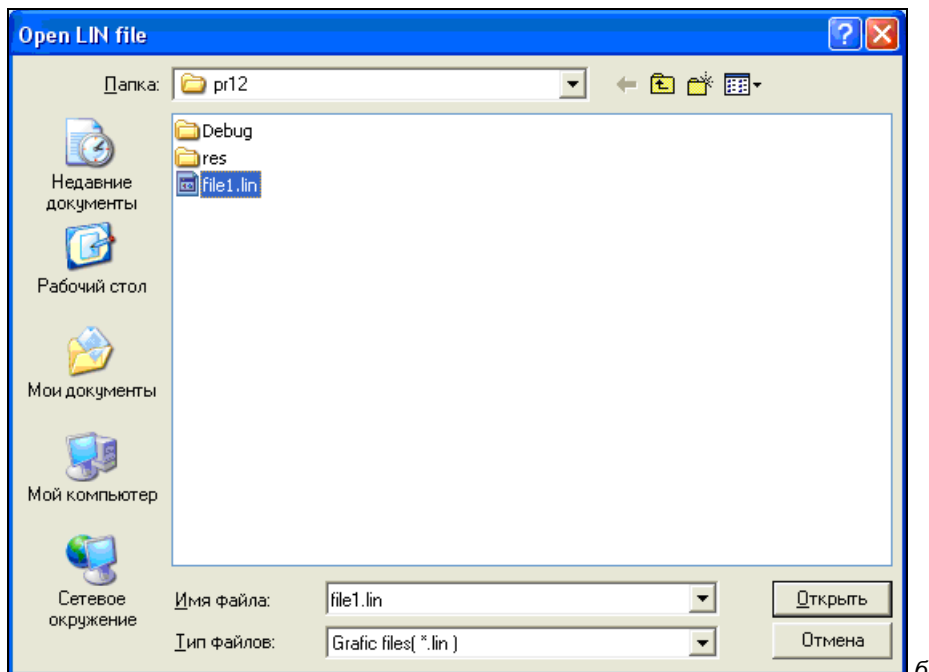 Open LIN file
Папка: pr12
Debug
res
file1.lin
Недавние
документы
Рабочий стол
Мои документы
Мой компьютер
Сетевое
окружение
Имя файла: file1.lin Открыть
Тип файлов: Grafic files( *.lin ) Отмена
б